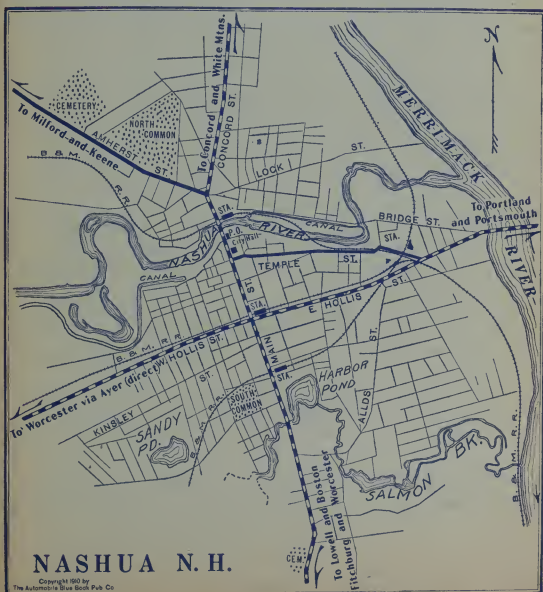 N
CEMETERY
NORTH
COMMON
To Milford-and-Keene
AMHERST
ST.
To Concord and White Mtns.
CONCORD ST.
MERRIMACK
RIVER
LOCK ST.
B. & M. R. R.
STA.
CANAL
BRIDGE ST.
To Portland
and Portsmouth
P.O.
City Hall
NASHUA RIVER
STA.
TEMPLE ST.
CANAL
STA.
E. HOLLIS ST.
MAIN ST.
B. & M. R. R.
W. HOLLIS ST.
To Worcester via Ayer (direct)
STA.
HARBOR
POND
ALLDS ST.
KINSLEY ST.
SOUTH
COMMON
B. & M. R. R.
SANDY
PD.
SALMON BK.
B. & M. R. R.
To Lowell and Boston
Fitchburg and Worcester
CEM.
NASHUA N. H.
Copyright 1910 by
The Automobile Blue Book Pub Co